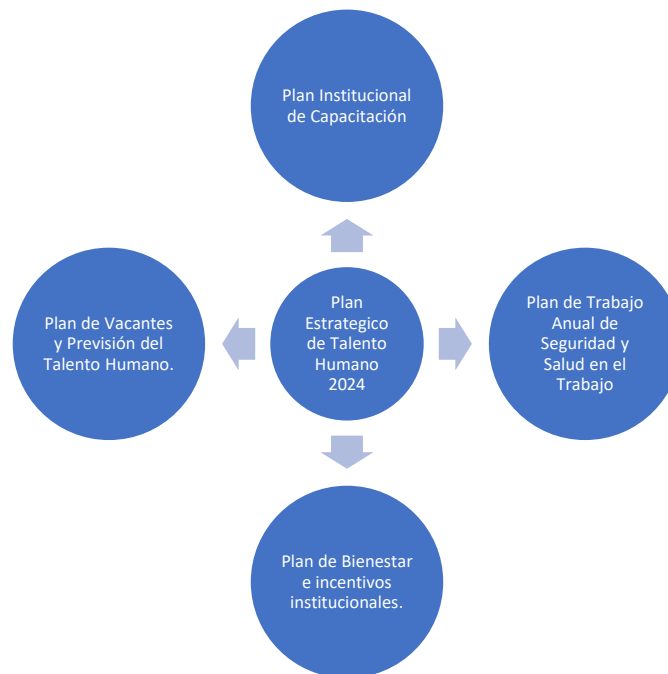 Plan Institucional
de Capacitación
Plan de Vacantes
y Previsión del
Talento Humano.
Plan
Estrategico
de Talento
Humano
2024
Plan de Trabajo
Anual de
Seguridad y
Salud en el
Trabajo
Plan de Bienestar
e incentivos
institucionales.